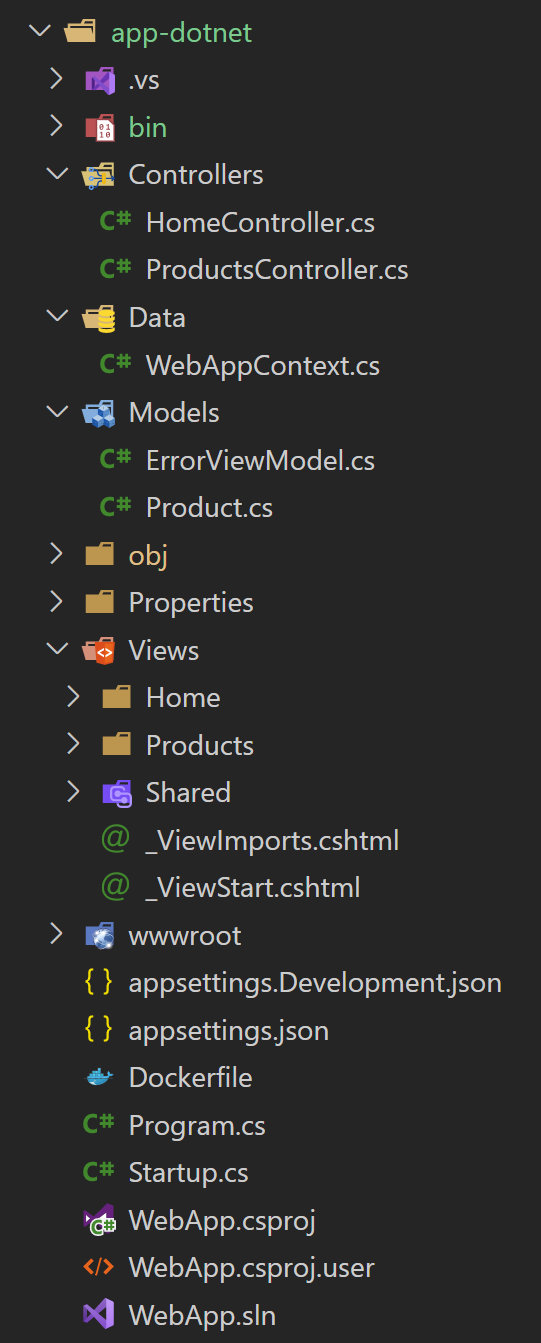 app-dotnet
.vs
bin
Controllers
C# HomeController.cs
C# ProductsController.cs
Data
C# WebAppContext.cs
Models
C# ErrorViewModel.cs
C# Product.cs
obj
Properties
Views
Home
Products
Shared
@ _ViewImports.cshtml
@ _ViewStart.cshtml
wwwroot
{ } appsettings.Development.json
{ } appsettings.json
Dockerfile
C# Program.cs
C# Startup.cs
WebApp.csproj
WebApp.csproj.user
WebApp.sln